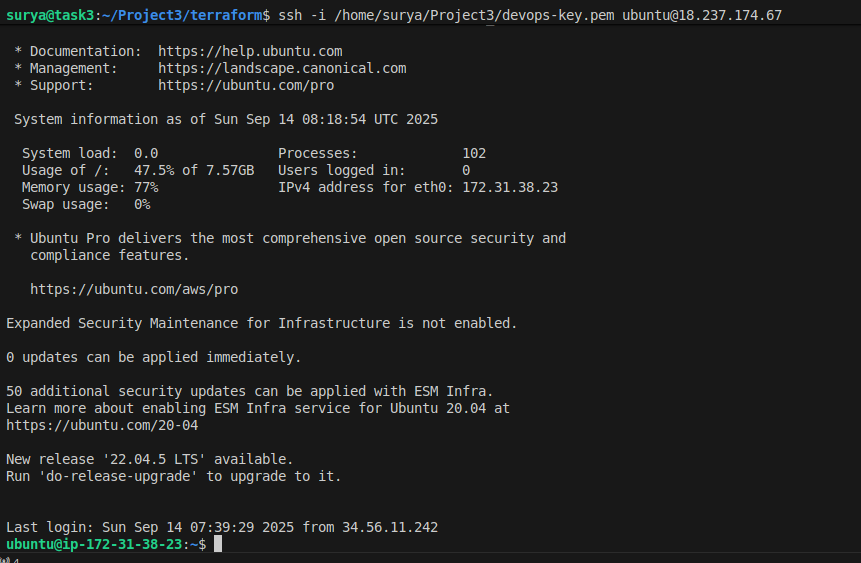 surya@task3:~/Project3/terraform$ ssh -i /home/surya/Project3/devops-key.pem ubuntu@18.237.174.67
* Documentation:  https://help.ubuntu.com
* Management:     https://landscape.canonical.com
* Support:        https://ubuntu.com/pro
System information as of Sun Sep 14 08:18:54 UTC 2025
System load:  0.0                Processes:             102
Usage of /:   47.5% of 7.57GB   Users logged in:       0
Memory usage: 77%               IPv4 address for eth0: 172.31.38.23
Swap usage:   0%
* Ubuntu Pro delivers the most comprehensive open source security and
compliance features.
https://ubuntu.com/aws/pro
Expanded Security Maintenance for Infrastructure is not enabled.
0 updates can be applied immediately.
50 additional security updates can be applied with ESM Infra.
Learn more about enabling ESM Infra service for Ubuntu 20.04 at
https://ubuntu.com/20-04
New release '22.04.5 LTS' available.
Run 'do-release-upgrade' to upgrade to it.
Last login: Sun Sep 14 07:39:29 2025 from 34.56.11.242
ubuntu@ip-172-31-38-23:~$